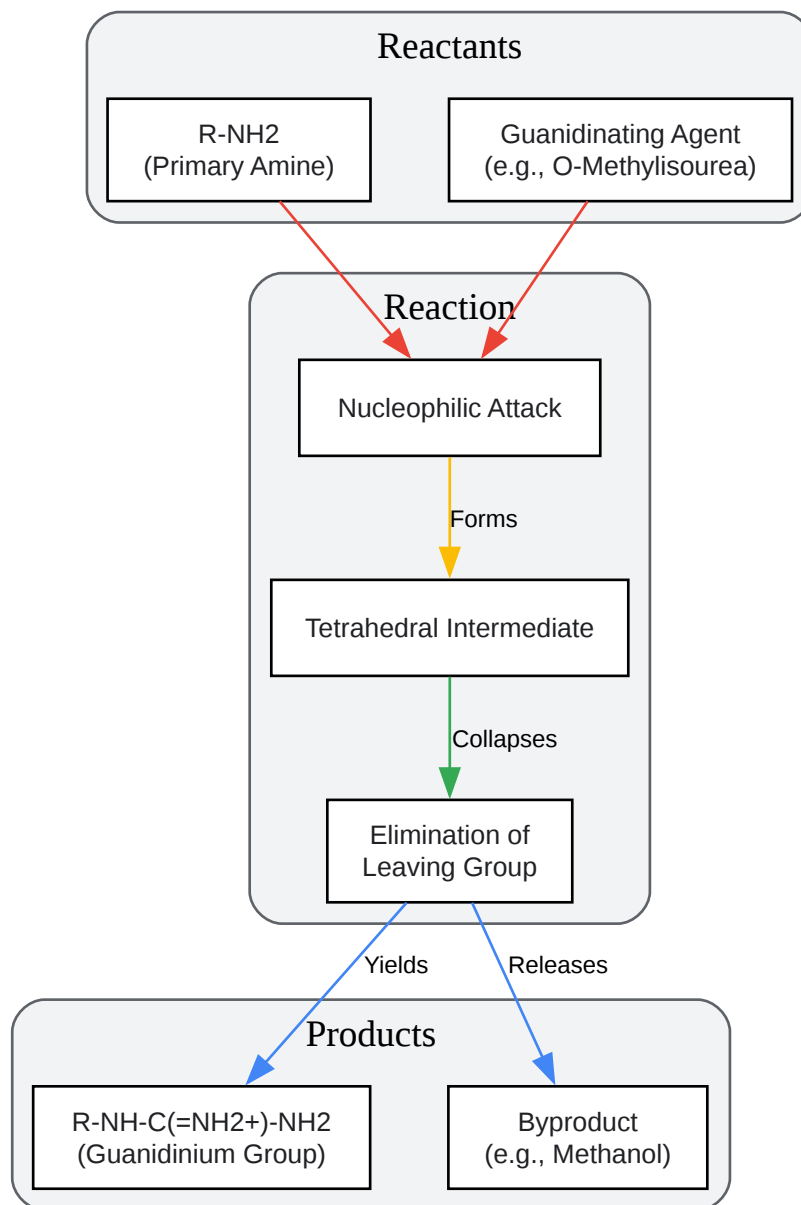 Reactants
R-NH2
(Primary Amine)
Guanidinating Agent
(e.g., O-Methylisourea)
Reaction
Nucleophilic Attack
Forms
Tetrahedral Intermediate
Collapses
Elimination of
Leaving Group
Yields
Releases
Products
R-NH-C(=NH2+)-NH2
(Guanidinium Group)
Byproduct
(e.g., Methanol)